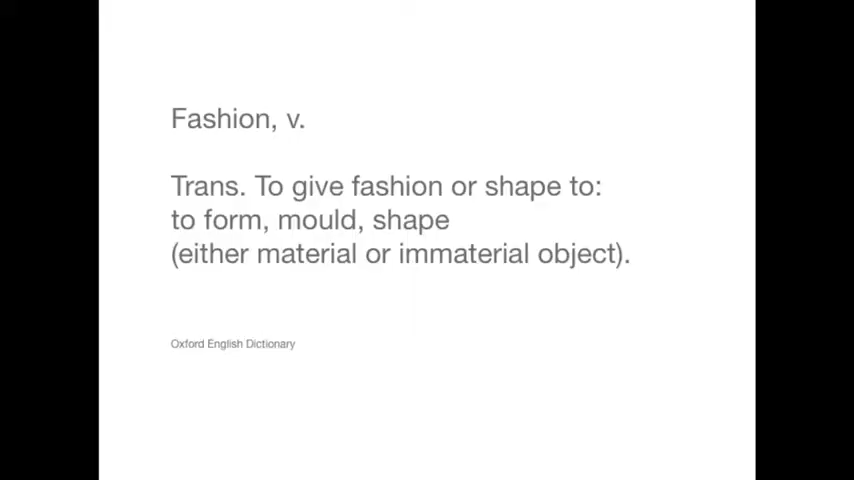 Fashion, v.
Trans. To give fashion or shape to:
to form, mould, shape
(either material or immaterial object).
Oxford English Dictionary